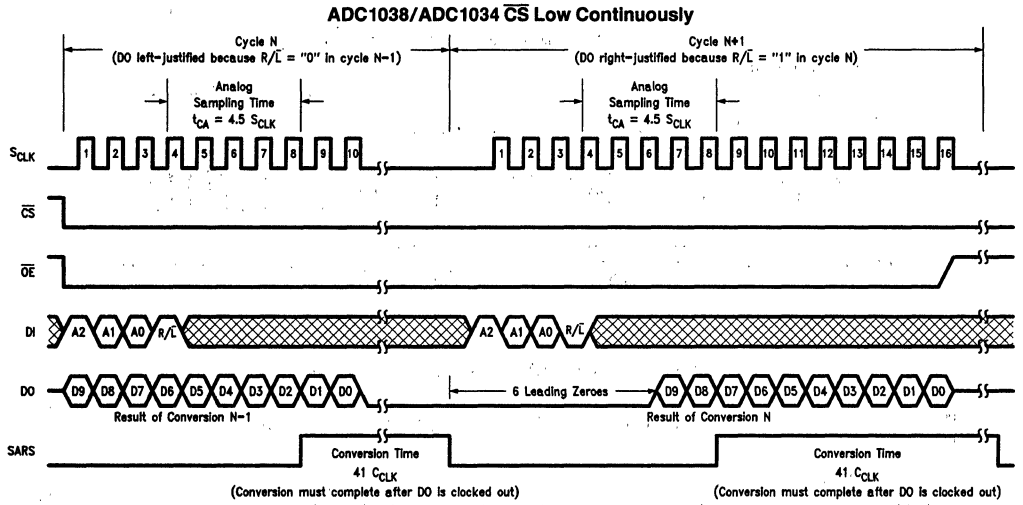 ADC1038/ADC1034 C̅S̅ Low Continuously
Cycle N
(DO left-justified because R/L̅ = "0" in cycle N−1)
Cycle N+1
(DO right-justified because R/L̅ = "1" in cycle N)
Analog
Sampling Time
tCA = 4.5 SCLK
Analog
Sampling Time
tCA = 4.5 SCLK
SCLK
1 2 3 4 5 6 7 8 9 10
1 2 3 4 5 6 7 8 9 10 11 12 13 14 15 16
C̅S̅
O̅E̅
DI
A2 A1 A0 R/L̅
A2 A1 A0 R/L̅
DO
D9 D8 D7 D6 D5 D4 D3 D2 D1 D0
6 Leading Zeroes
D9 D8 D7 D6 D5 D4 D3 D2 D1 D0
Result of Conversion N−1
Result of Conversion N
SARS
Conversion Time
41 CCLK
(Conversion must complete after DO is clocked out)
Conversion Time
41 CCLK
(Conversion must complete after DO is clocked out)